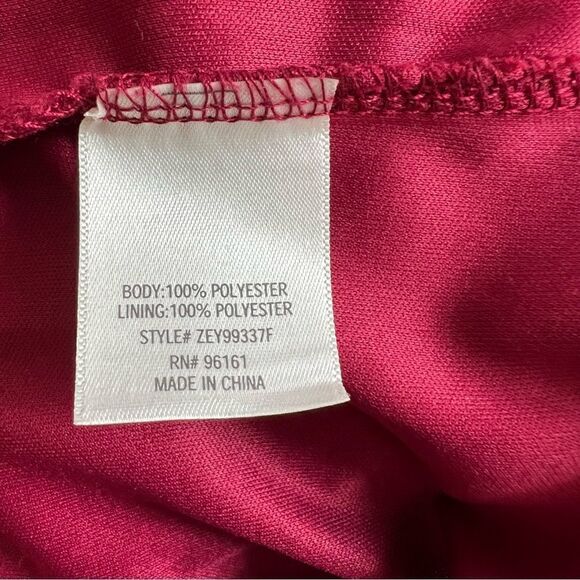 BODY:100% POLYESTER
LINING:100% POLYESTER
STYLE# ZEY99337F
RN# 96161
MADE IN CHINA